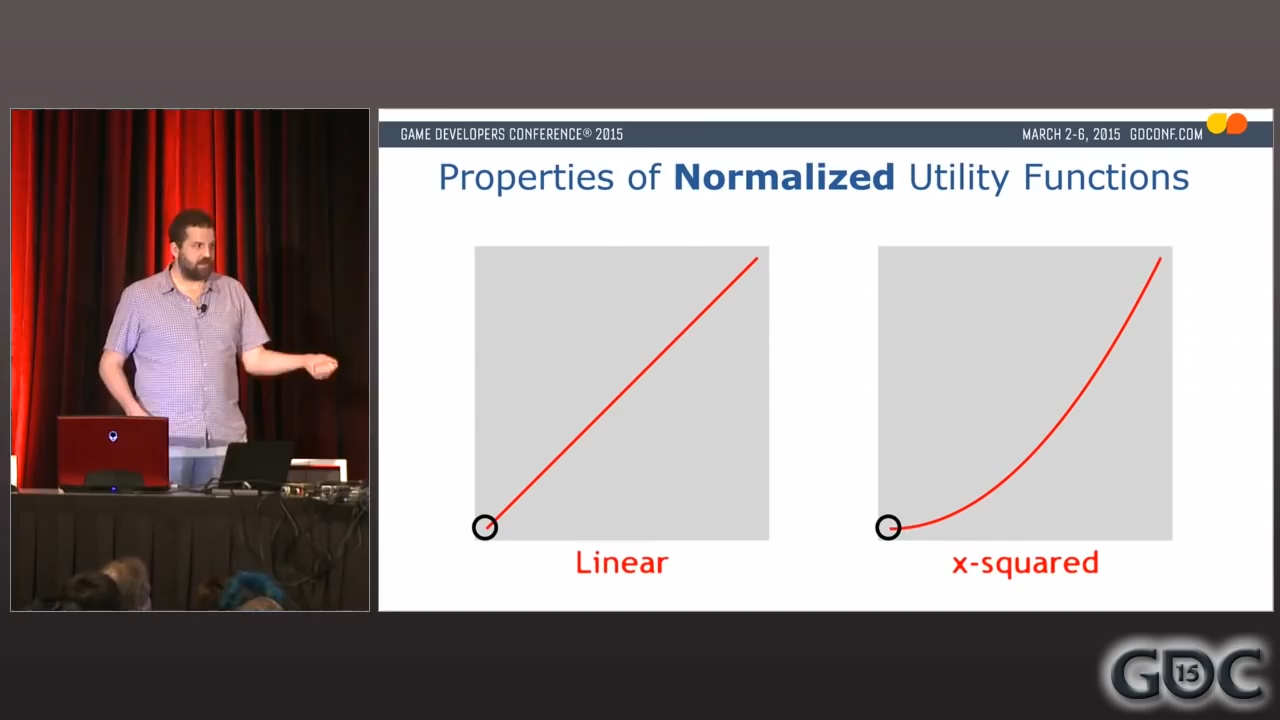 GAME DEVELOPERS CONFERENCE® 2015
MARCH 2-6, 2015 GDCONF.COM
Properties of Normalized Utility Functions
Linear
x-squared
GDC
15